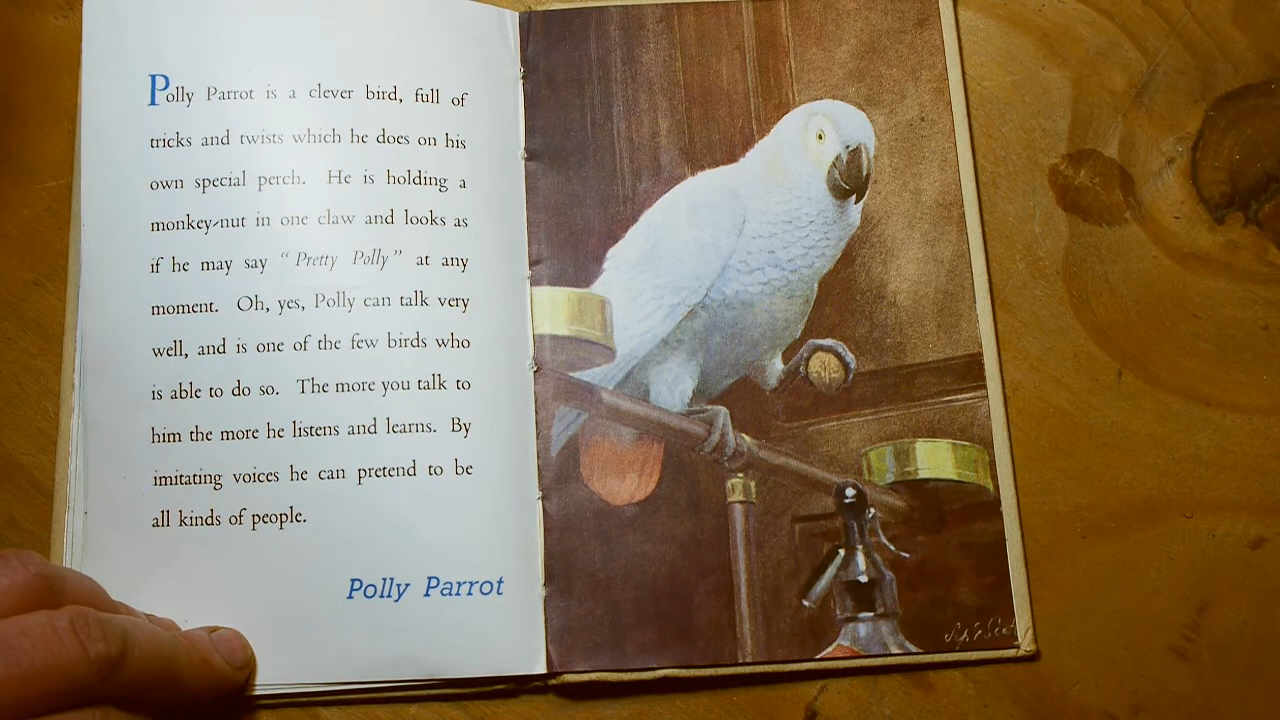 Polly Parrot is a clever bird, full of
tricks and twists which he does on his
own special perch. He is holding a
monkey-nut in one claw and looks as
if he may say "Pretty Polly" at any
moment. Oh, yes, Polly can talk very
well, and is one of the few birds who
is able to do so. The more you talk to
him the more he listens and learns. By
imitating voices he can pretend to be
all kinds of people.
Polly Parrot